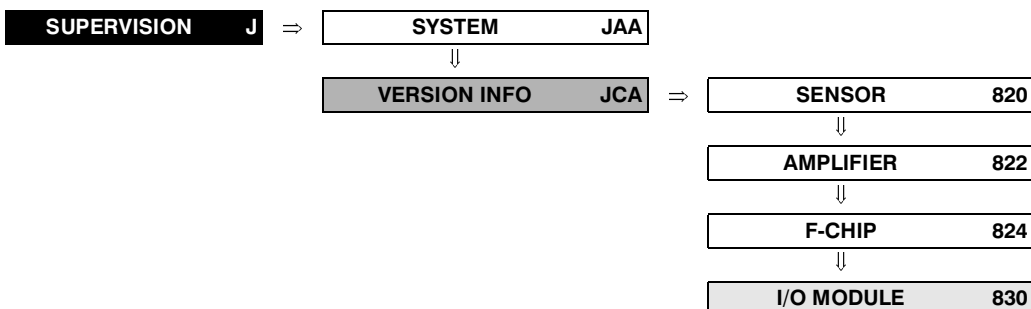 SUPERVISION J ⇒ SYSTEM JAA
⇓
VERSION INFO JCA ⇒ SENSOR 820
⇓
AMPLIFIER 822
⇓
F-CHIP 824
⇓
I/O MODULE 830